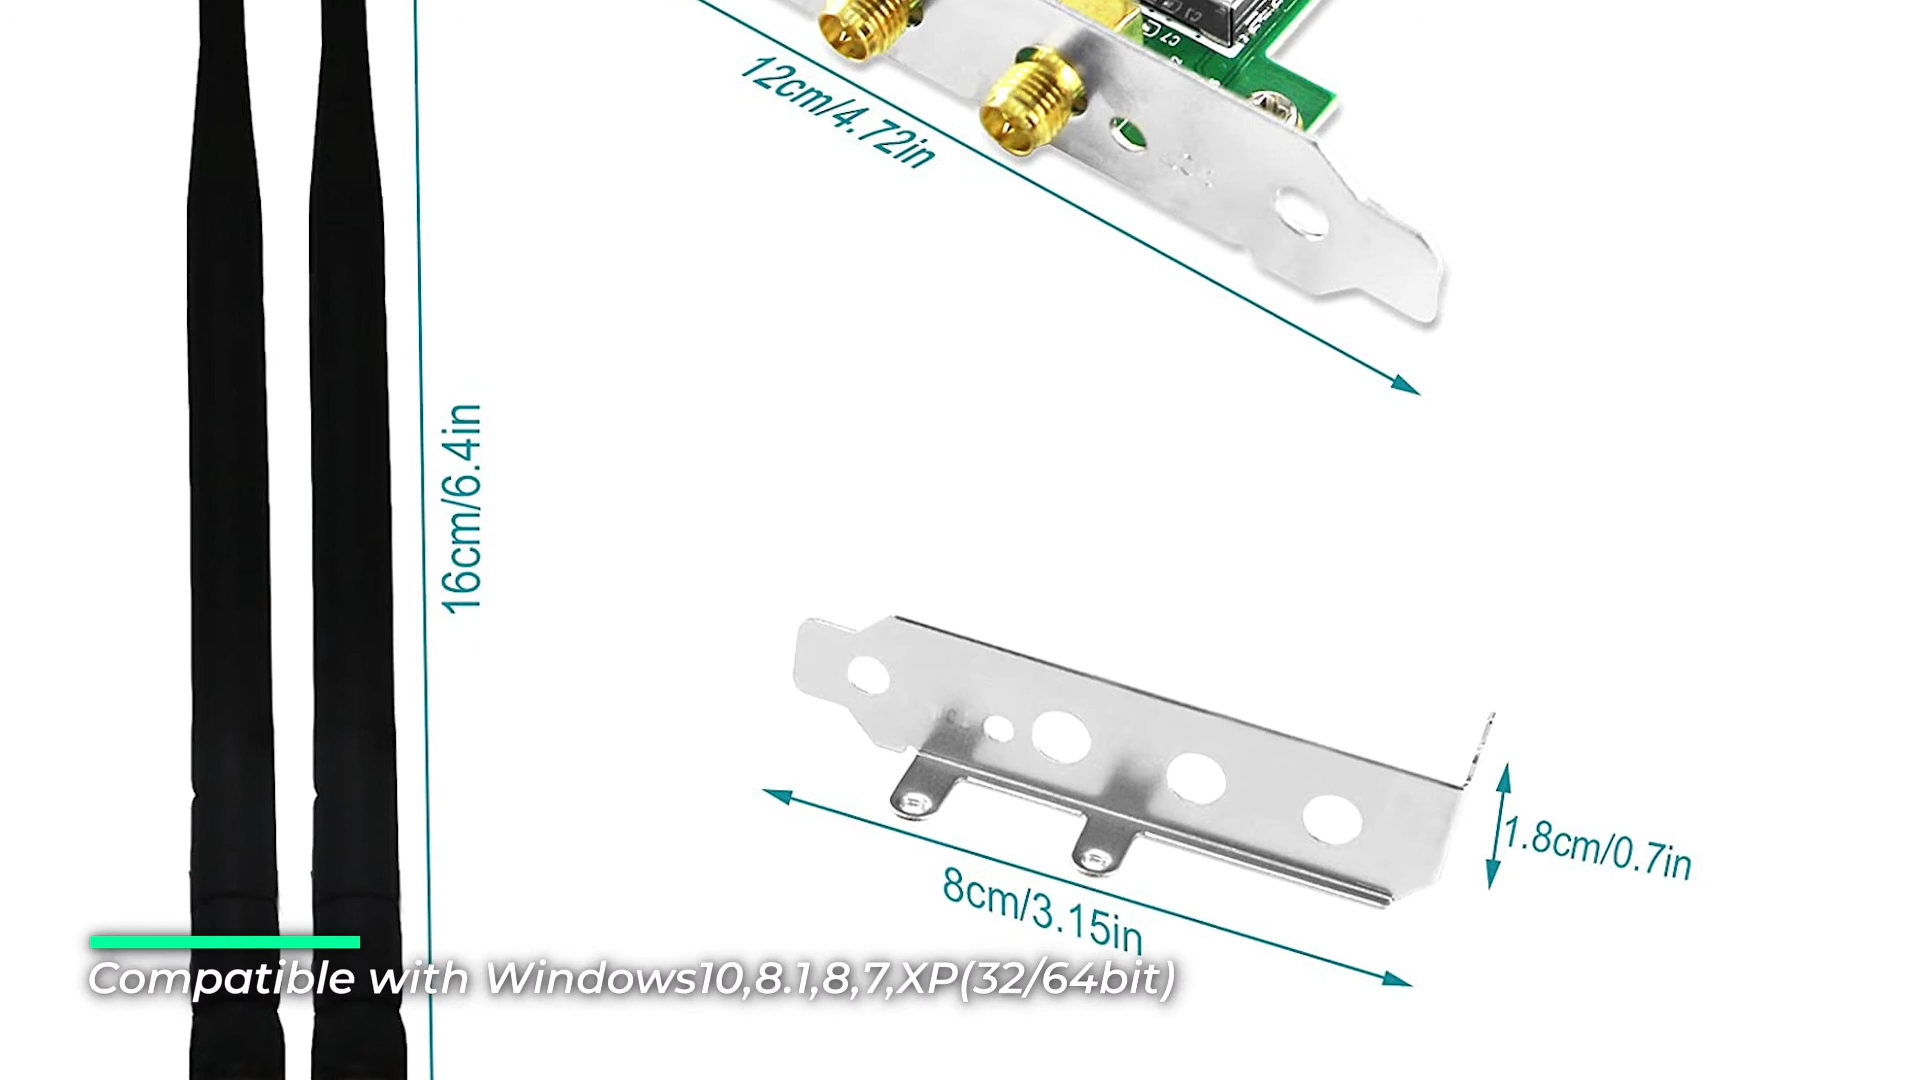 12cm/4.72in
16cm/6.4in
8cm/3.15in
1.8cm/0.7in
Compatible with Windows10,8.1,8,7,XP(32/64bit)